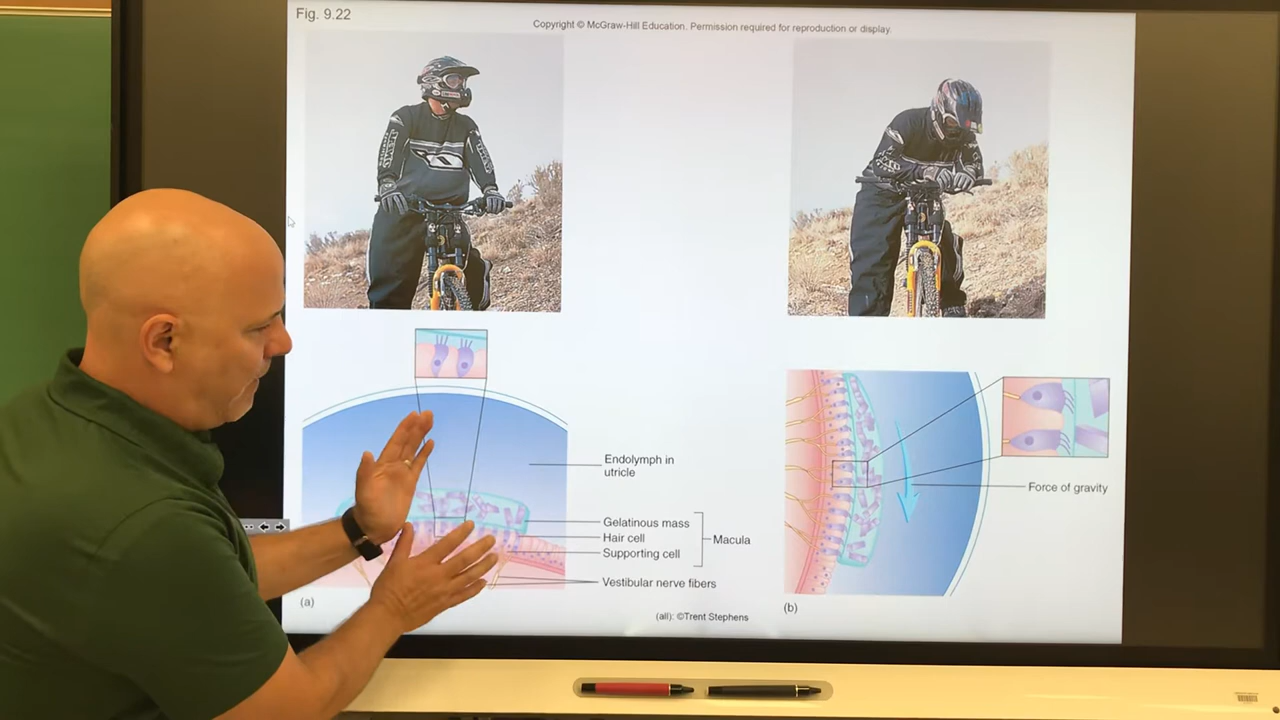 Fig. 9.22
Copyright © McGraw-Hill Education. Permission required for reproduction or display.
Endolymph in
utricle
Gelatinous mass
Hair cell
Macula
Supporting cell
Vestibular nerve fibers
(a)
(all): ©Trent Stephens
Force of gravity
(b)